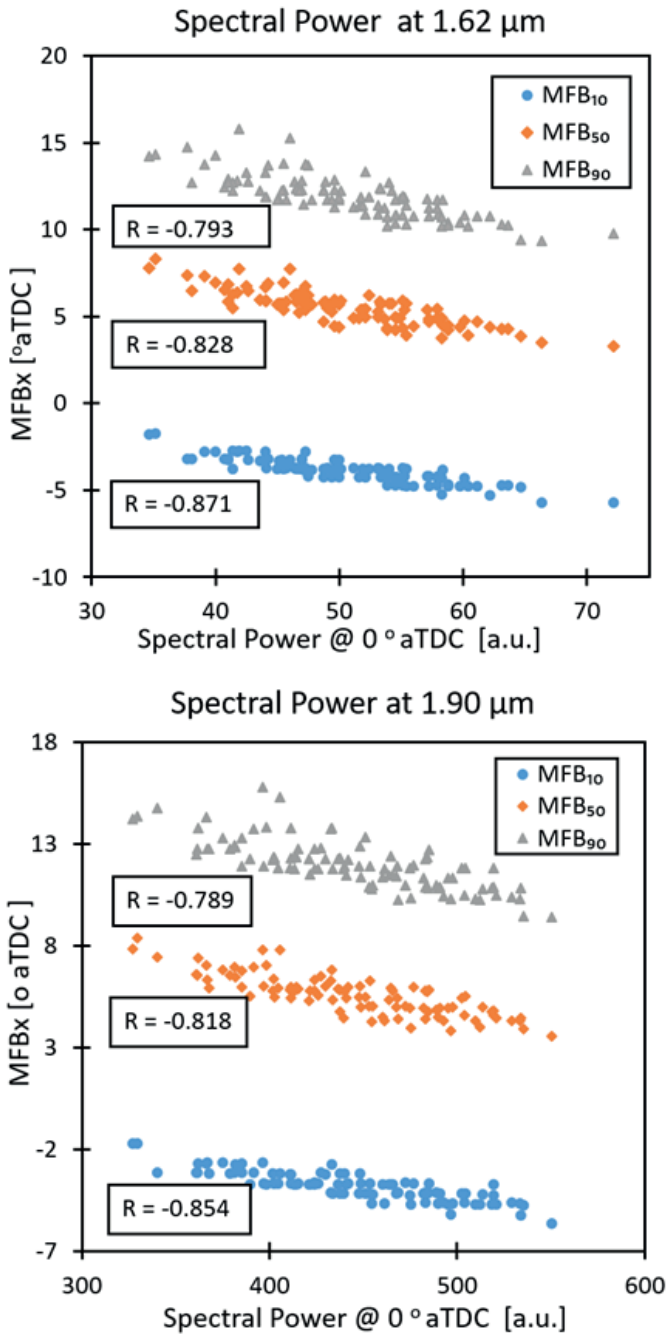 Spectral Power at 1.62 µm
20
15
10
5
0
-5
-10
MFBx [ºaTDC ]
MFB₁₀
MFB₅₀
MFB₉₀
R = -0.793
R = -0.828
R = -0.871
30 40 50 60 70
Spectral Power @ 0 º aTDC [a.u.]
Spectral Power at 1.90 µm
18
13
8
3
-2
-7
MFBx [o aTDC]
MFB₁₀
MFB₅₀
MFB₉₀
R = -0.789
R = -0.818
R = -0.854
300 400 500 600
Spectral Power @ 0 º aTDC [a.u.]